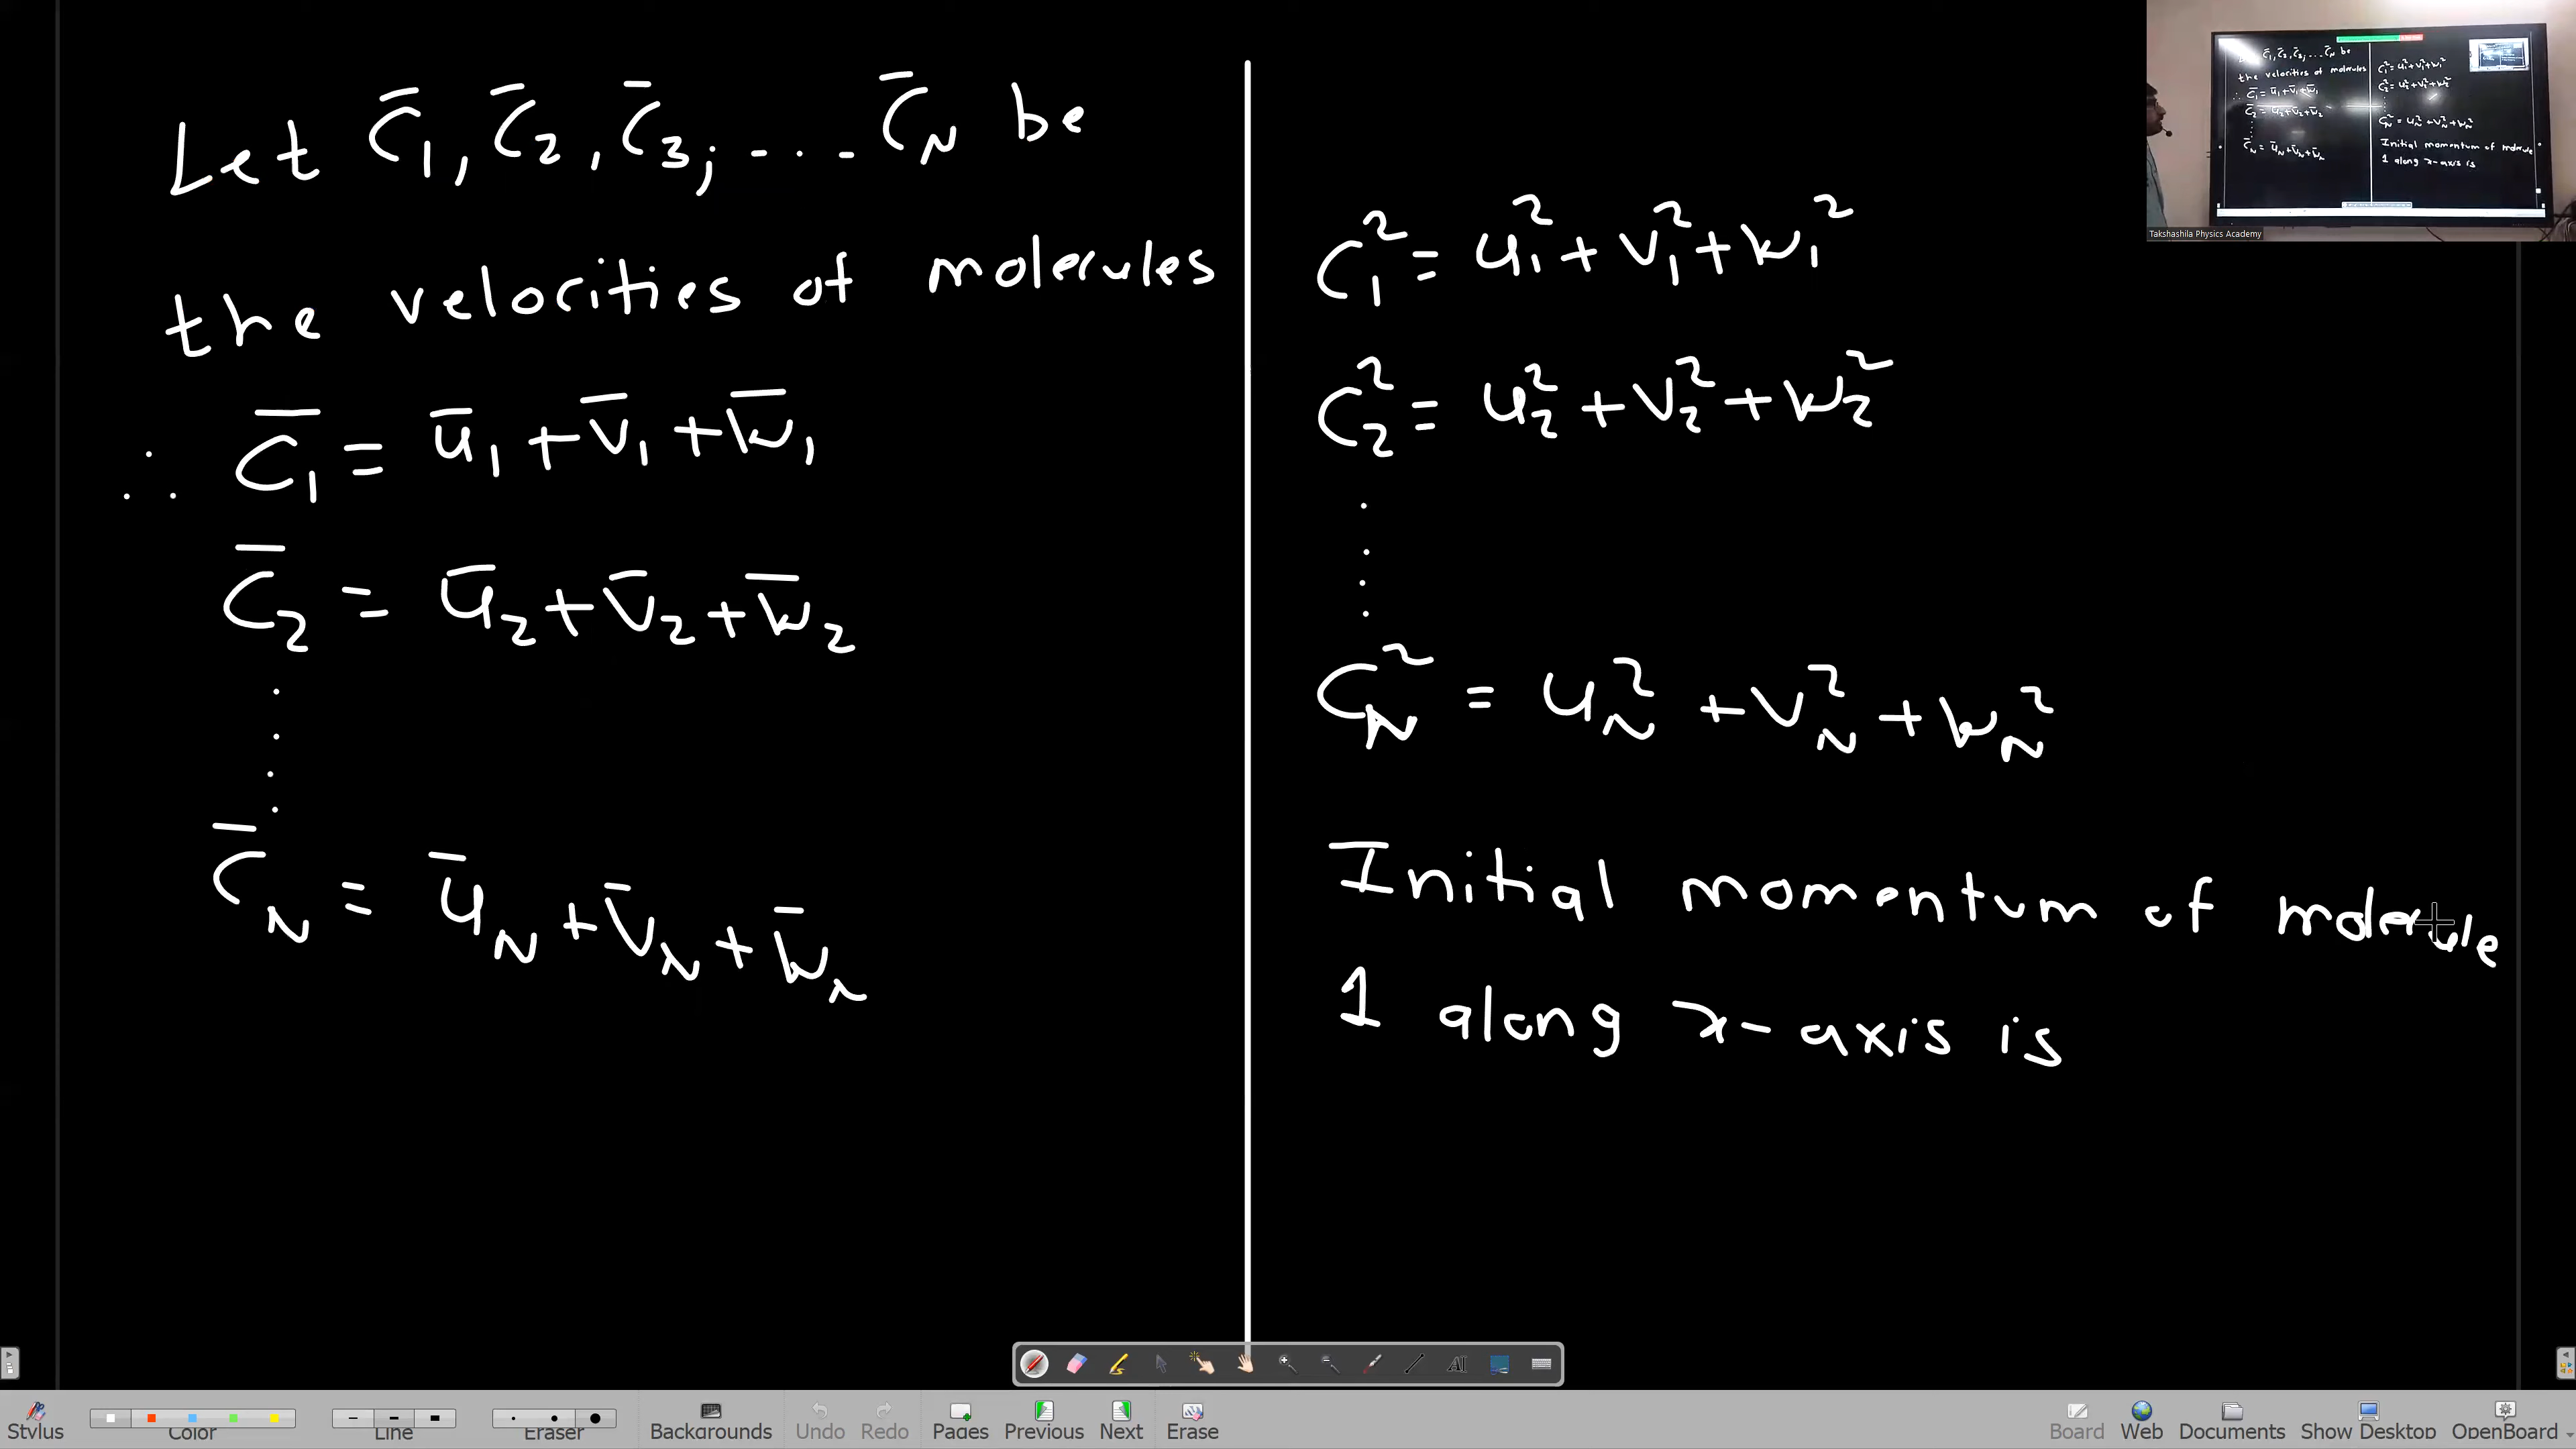 Let C̄₁, C̄₂, C̄₃, ---- C̄N be
the velocities of molecules
∴ C̄₁ = ū₁ + v̄₁ + w̄₁
C̄₂ = ū₂ + v̄₂ + w̄₂
C̄N = ūN + v̄N + w̄N
C₁² = u₁² + v₁² + w₁²
C₂² = u₂² + v₂² + w₂²
CN² = uN² + vN² + wN²
Initial momentum of molecule
1 along x-axis is
Takshashila Physics Academy
Stylus Color Line Eraser Backgrounds Undo Redo Pages Previous Next Erase Board Web Documents Show Desktop OpenBoard